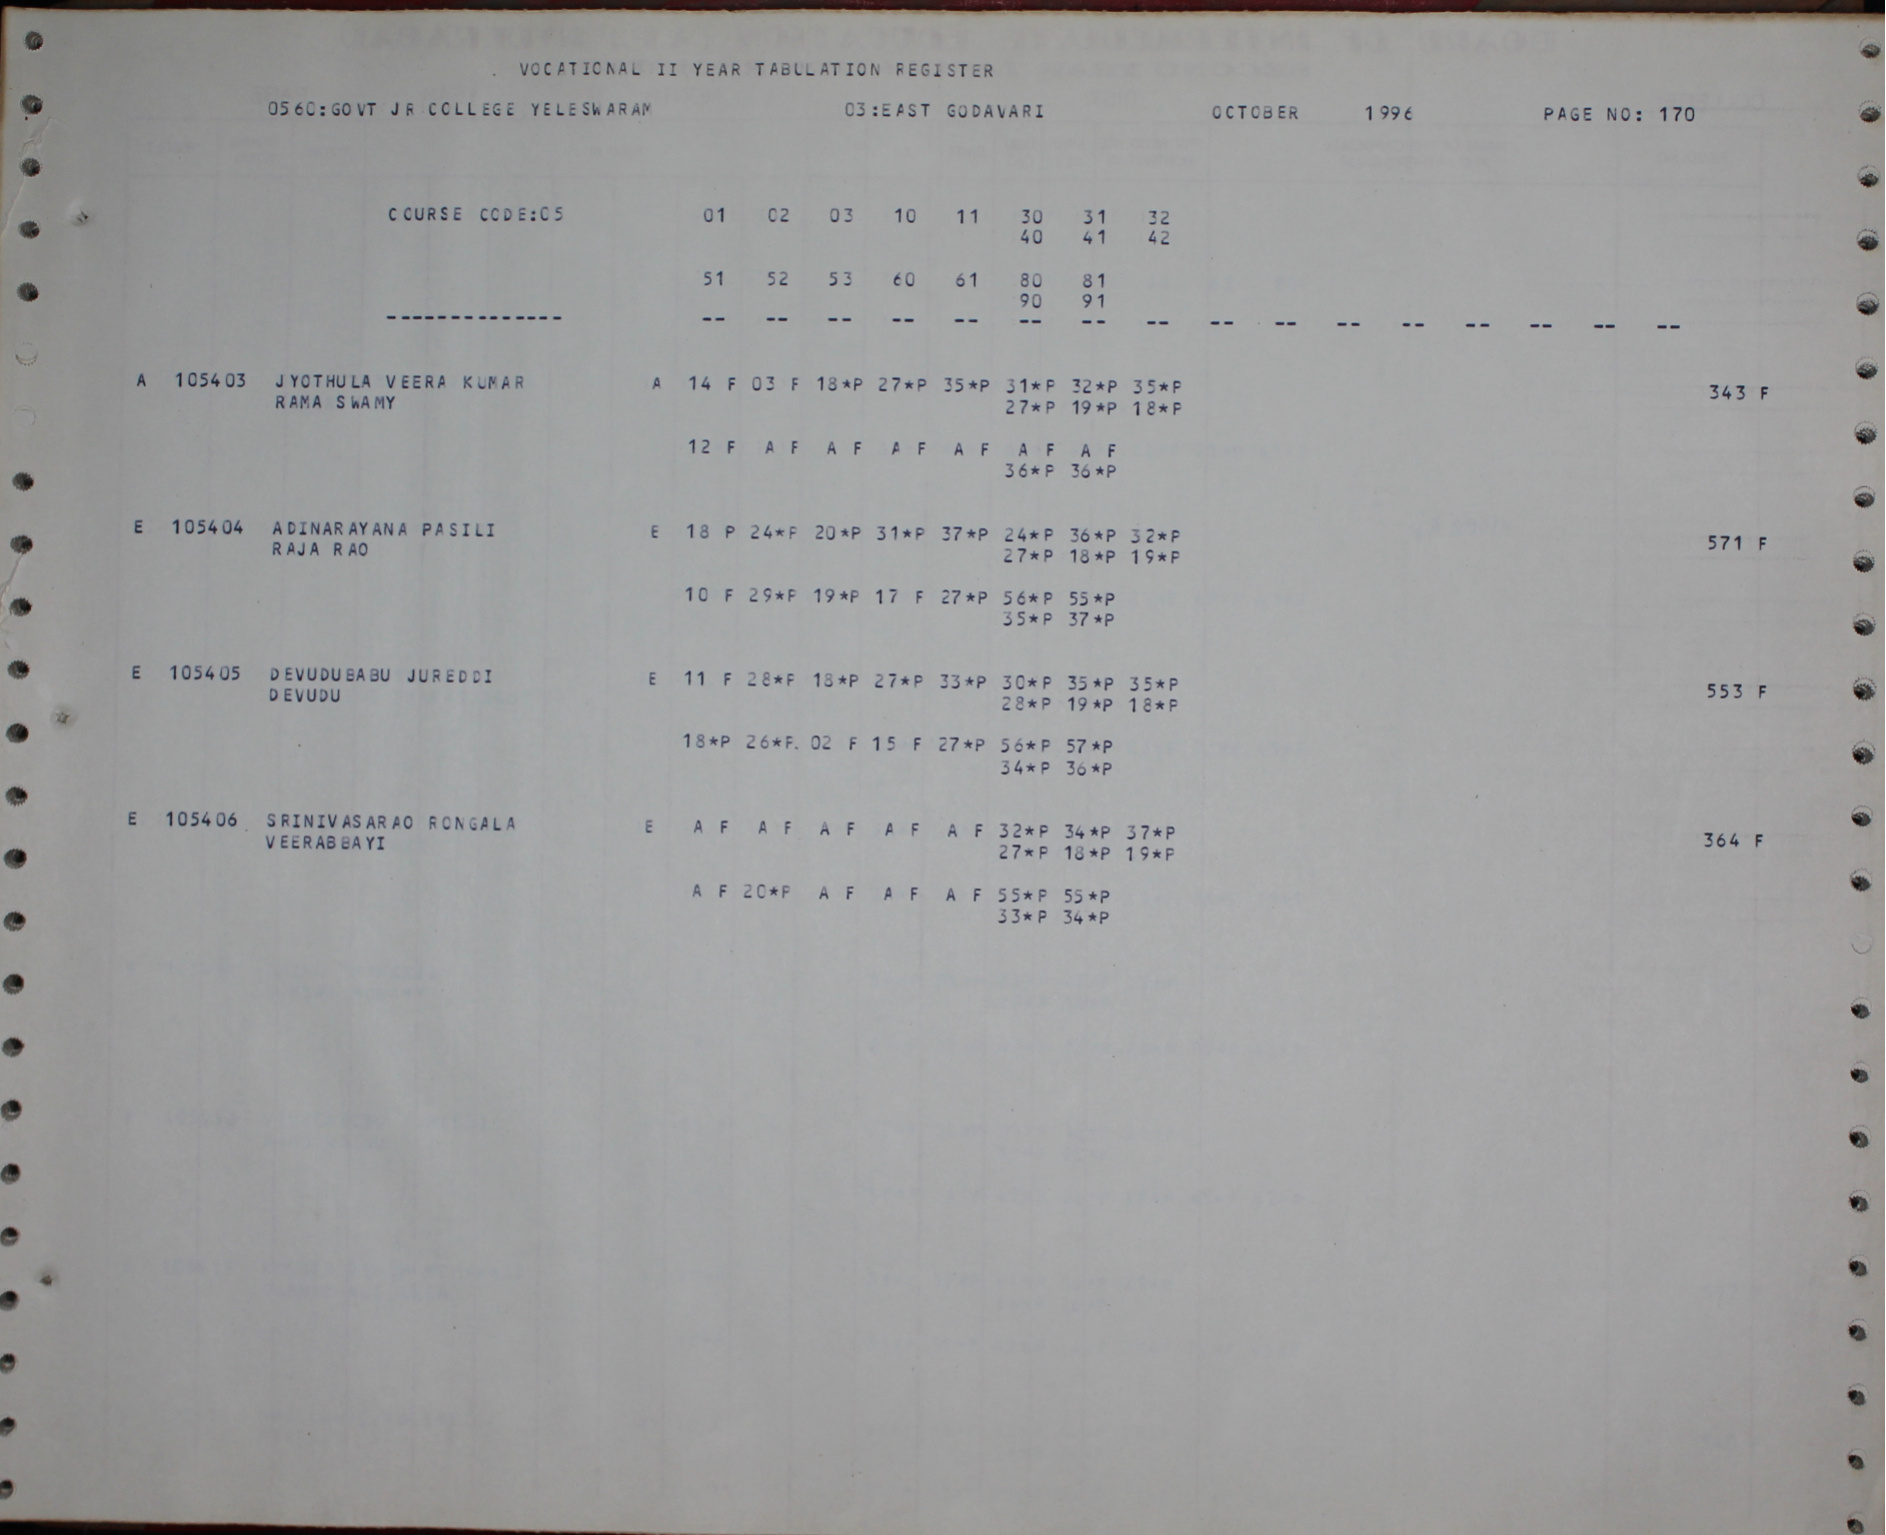 VOCATIONAL II YEAR TABULATION REGISTER
0560:GOVT JR COLLEGE YELESWARAM 03:EAST GODAVARI OCTOBER 1996 PAGE NO: 170
COURSE CODE:05 01 02 03 10 11 30 31 32
40 41 42
51 52 53 60 61 80 81
90 91
-------------- -- -- -- -- -- -- -- -- -- -- -- -- -- -- -- --
A 105403 JYOTHULA VEERA KUMAR A 14 F 03 F 18*P 27*P 35*P 31*P 32*P 35*P 343 F
RAMA SWAMY 27*P 19*P 18*P
12 F A F A F A F A F A F A F
36*P 36*P
E 105404 ADINARAYANA PASILI E 18 P 24*P 20*P 31*P 37*P 24*P 36*P 32*P 571 F
RAJA RAO 27*P 18*P 19*P
10 F 29*P 19*P 17 F 27*P 56*P 55*P
35*P 37*P
E 105405 DEVUDUBABU JUREDDI E 11 F 28*P 18*P 27*P 33*P 30*P 35*P 35*P 553 F
DEVUDU 28*P 19*P 18*P
18*P 26*P 02 F 15 F 27*P 56*P 57*P
34*P 36*P
E 105406 SRINIVASARAO RONGALA E A F A F A F A F A F 32*P 34*P 37*P 364 F
VEERABBAYI 27*P 18*P 19*P
A F 20*P A F A F A F 55*P 55*P
33*P 34*P